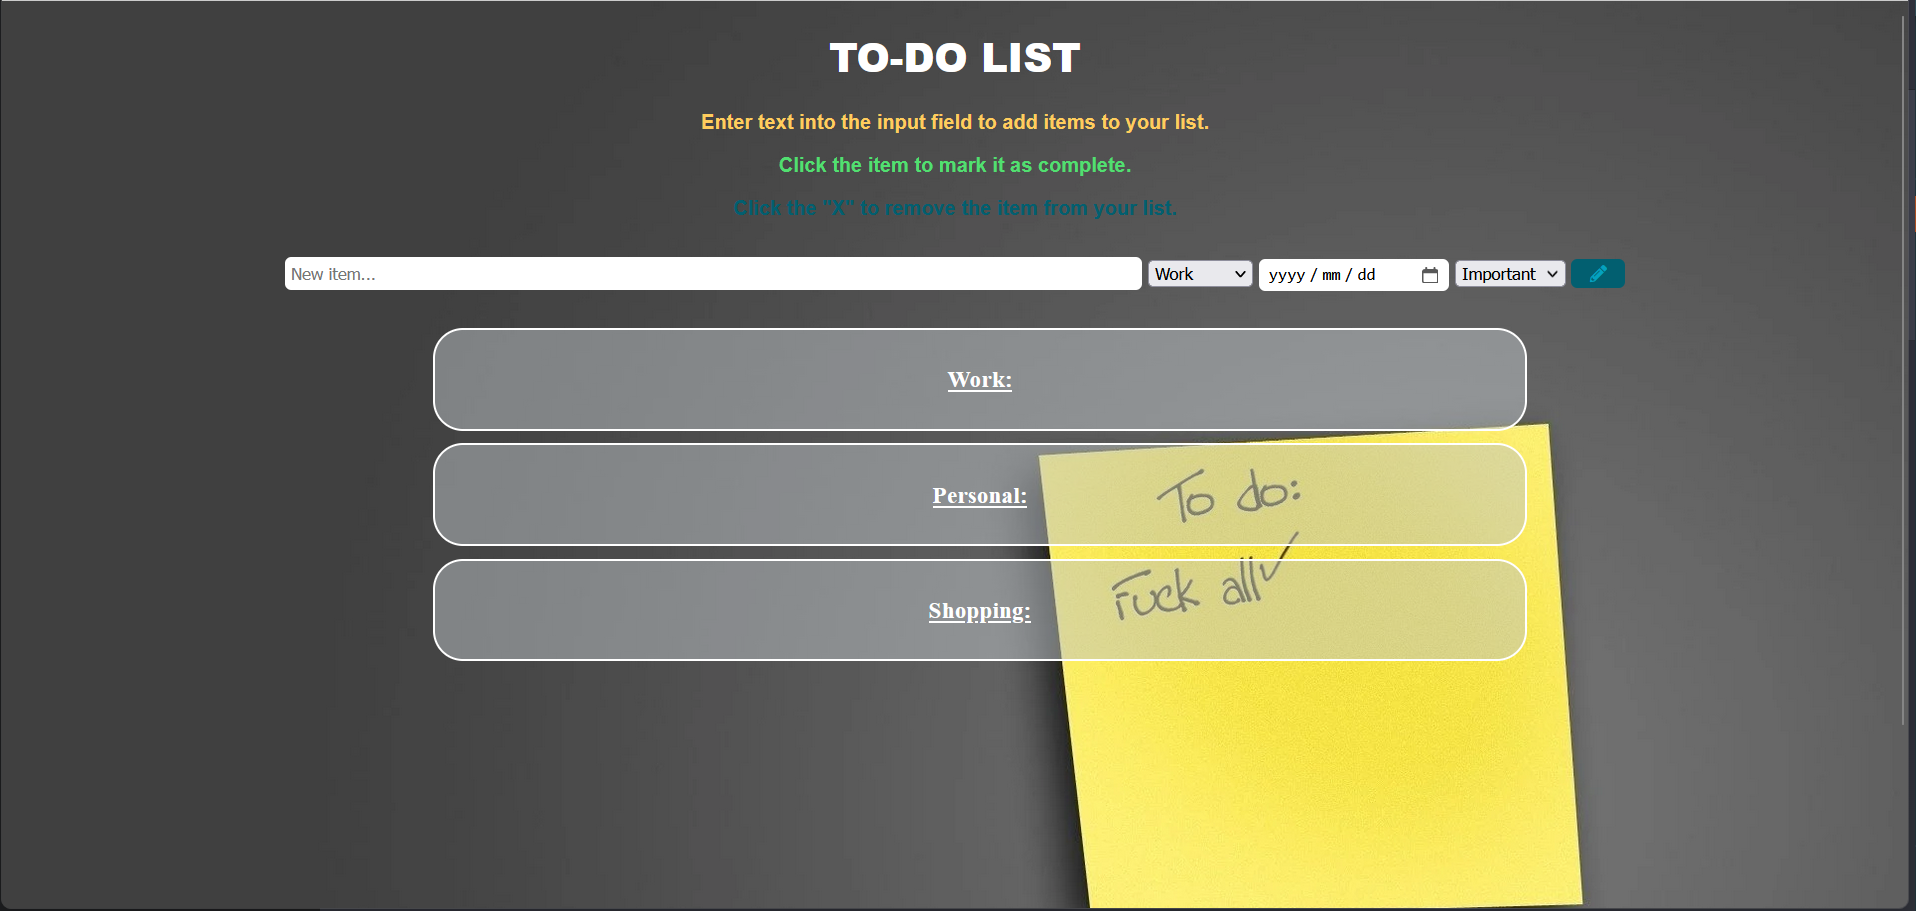 TO-DO LIST
Enter text into the input field to add items to your list.
Click the item to mark it as complete.
Click the "X" to remove the item from your list.
New item... Work yyyy / mm / dd Important
Work:
Personal:
To do:
Fuck all✓
Shopping: